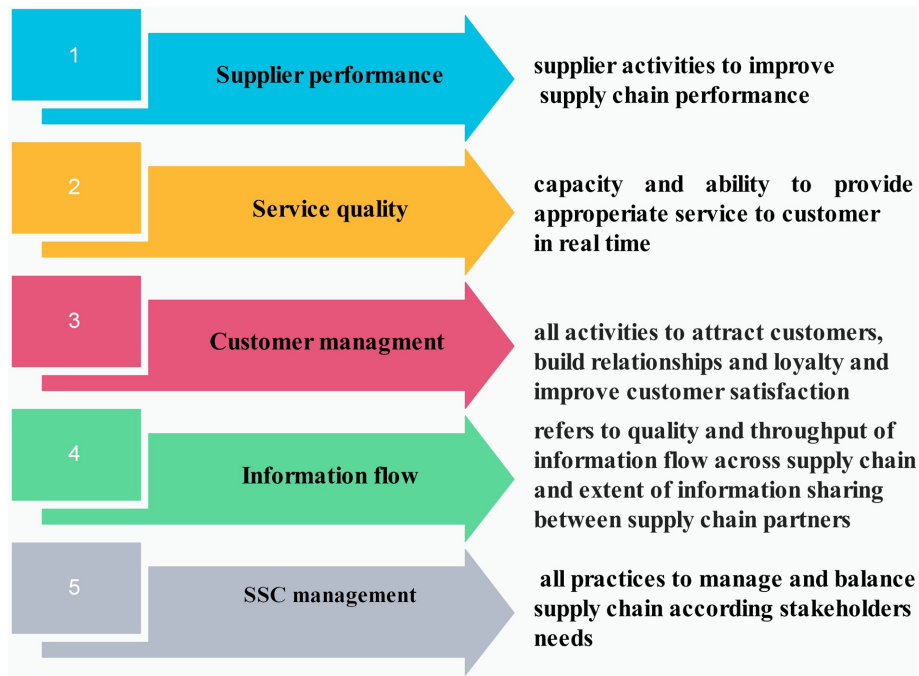 1
Supplier performance
supplier activities to improve
supply chain performance
2
Service quality
capacity and ability to provide
approperiate service to customer
in real time
3
Customer managment
all activities to attract customers,
build relationships and loyalty and
improve customer satisfaction
4
Information flow
refers to quality and throughput of
information flow across supply chain
and extent of information sharing
between supply chain partners
5
SSC management
all practices to manage and balance
supply chain according stakeholders
needs